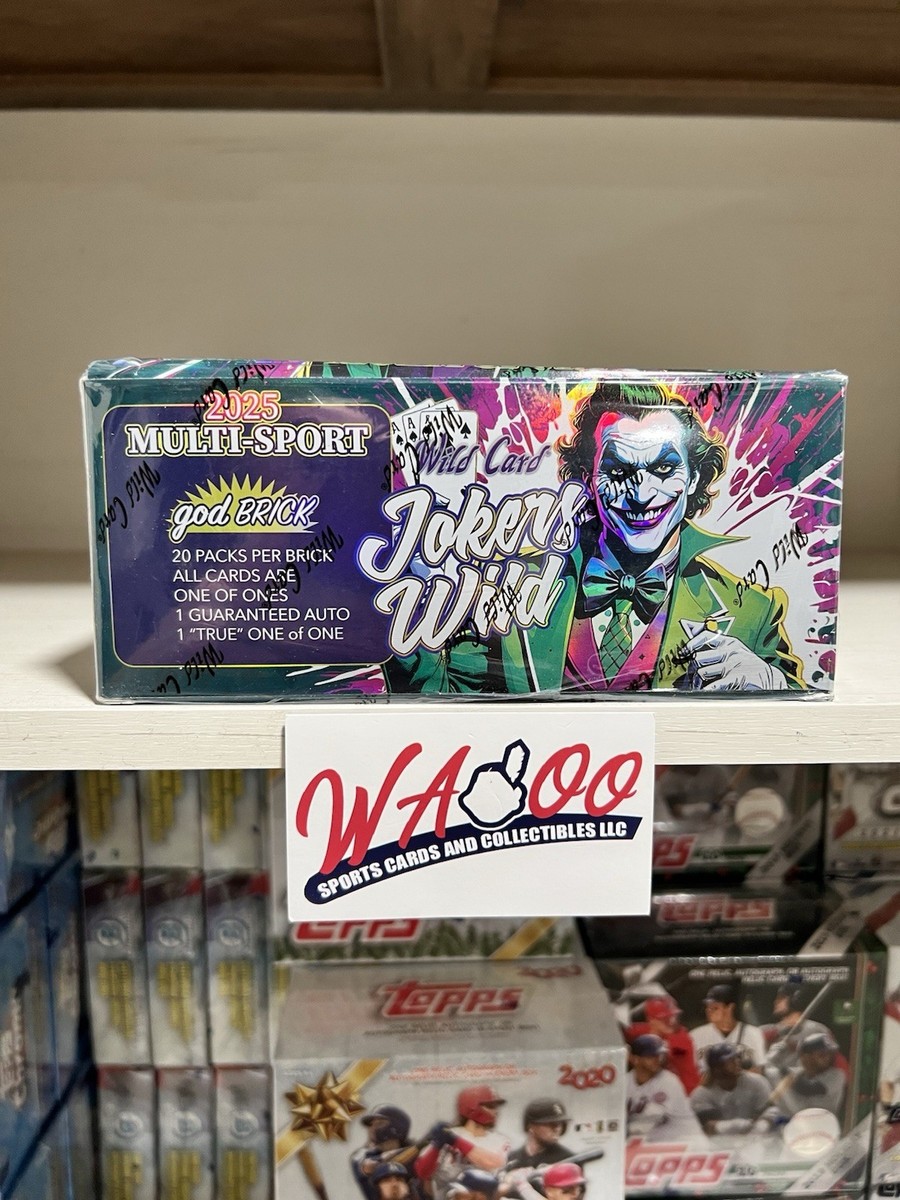 2025
MULTI-SPORT
god BRICK
20 PACKS PER BRICK
ALL CARDS ARE
ONE OF ONES
1 GUARANTEED AUTO
1 "TRUE" ONE of ONE
Wild Card
Jokers
Wild
WAHOO
SPORTS CARDS AND COLLECTIBLES LLC
Topps
Topps
2020
Topps